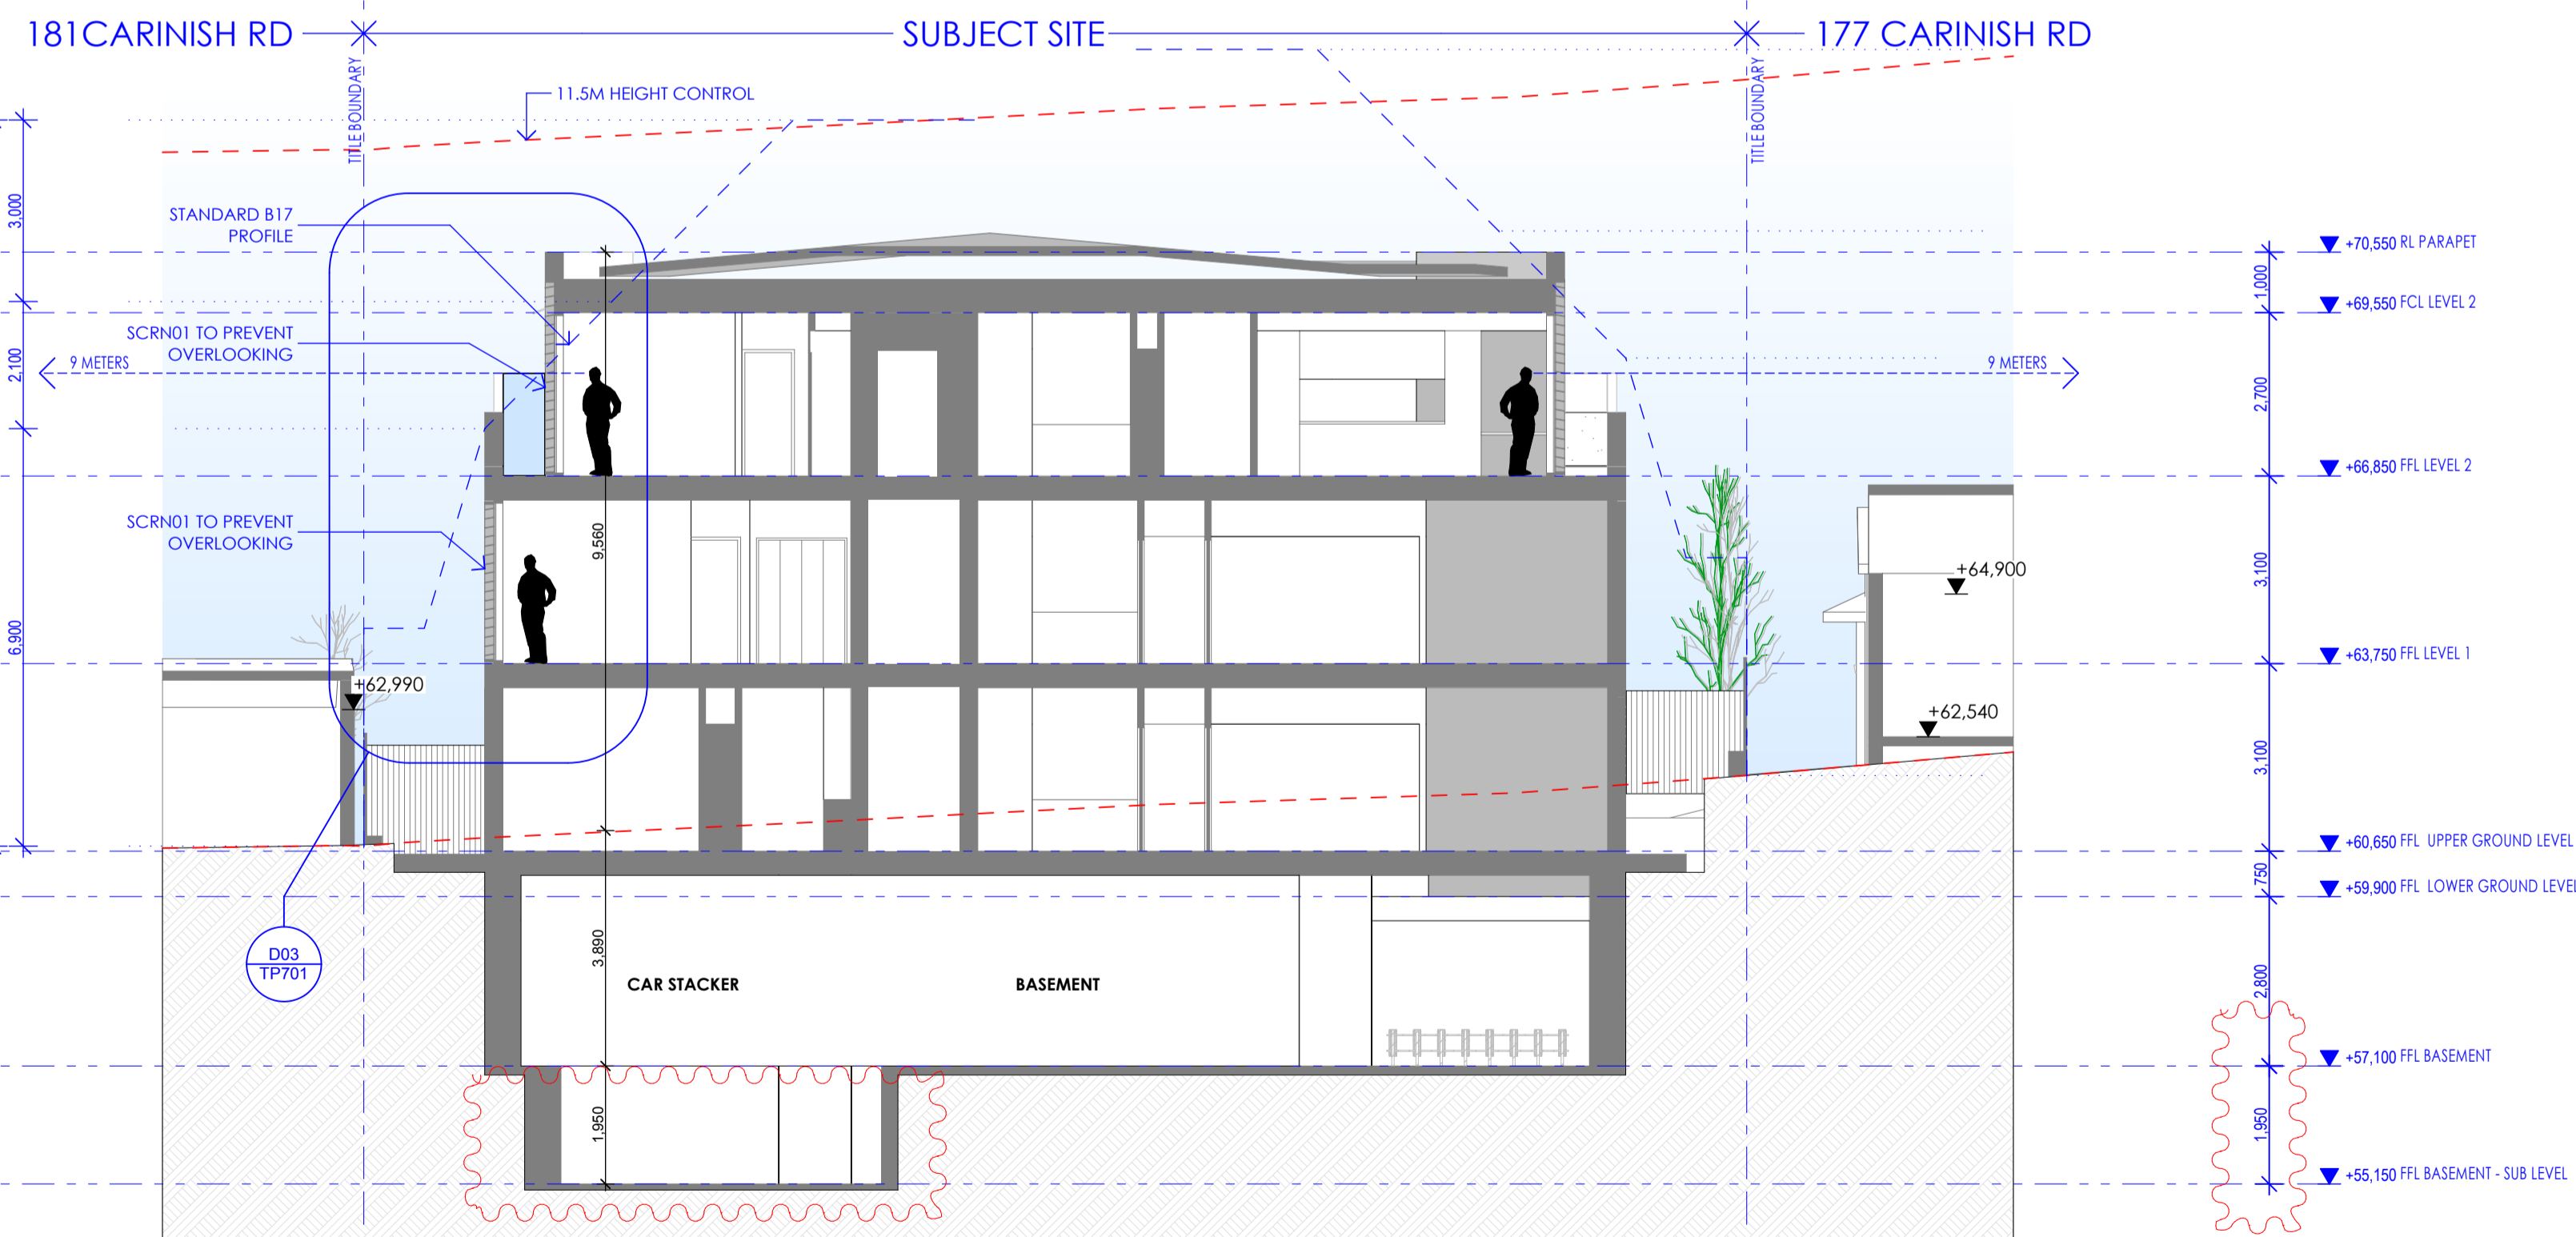 181CARINISH RD
SUBJECT SITE
177 CARINISH RD
TITLE BOUNDARY
TITLE BOUNDARY
11.5M HEIGHT CONTROL
STANDARD B17
PROFILE
SCRN01 TO PREVENT
OVERLOOKING
9 METERS
9 METERS
SCRN01 TO PREVENT
OVERLOOKING
3,000
2,100
6,900
9,560
3,890
1,950
+62,990
+64,900
+62,540
D03
TP701
CAR STACKER
BASEMENT
1,000
2,700
3,100
3,100
750
2,800
1,950
+70,550 RL PARAPET
+69,550 FCL LEVEL 2
+66,850 FFL LEVEL 2
+63,750 FFL LEVEL 1
+60,650 FFL UPPER GROUND LEVEL
+59,900 FFL LOWER GROUND LEVEL
+57,100 FFL BASEMENT
+55,150 FFL BASEMENT - SUB LEVEL